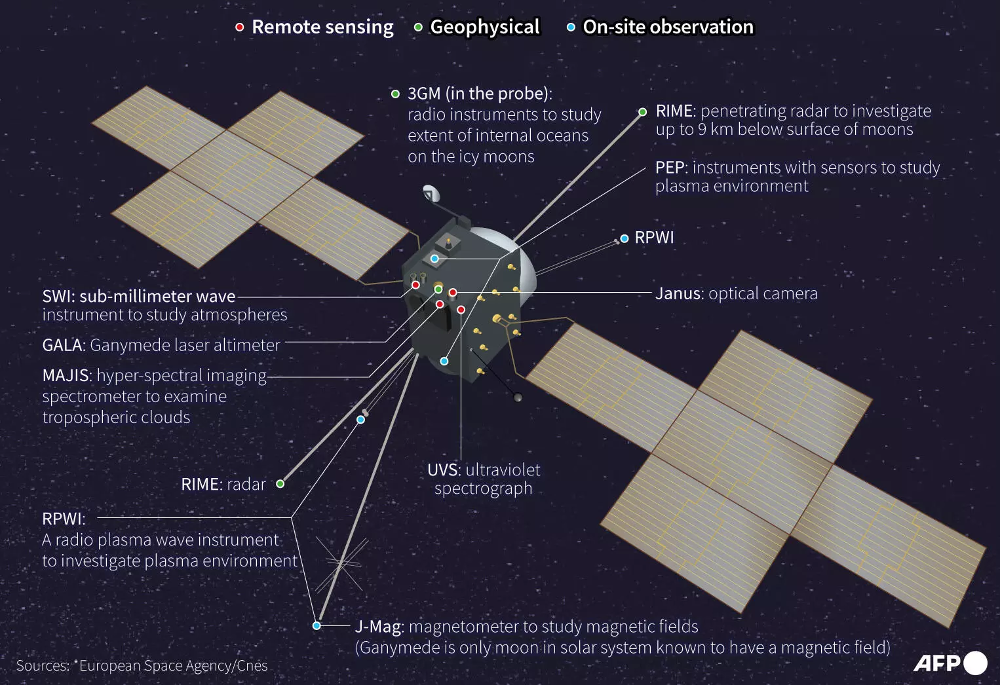 Remote sensing
Geophysical
On-site observation
3GM (in the probe):
radio instruments to study
extent of internal oceans
on the icy moons
RIME: penetrating radar to investigate
up to 9 km below surface of moons
PEP: instruments with sensors to study
plasma environment
RPWI
Janus: optical camera
SWI: sub-millimeter wave
instrument to study atmospheres
GALA: Ganymede laser altimeter
MAJIS: hyper-spectral imaging
spectrometer to examine
tropospheric clouds
UVS: ultraviolet
spectrograph
RIME: radar
RPWI:
A radio plasma wave instrument
to investigate plasma environment
J-Mag: magnetometer to study magnetic fields
(Ganymede is only moon in solar system known to have a magnetic field)
Sources: *European Space Agency/Cnes
AFP